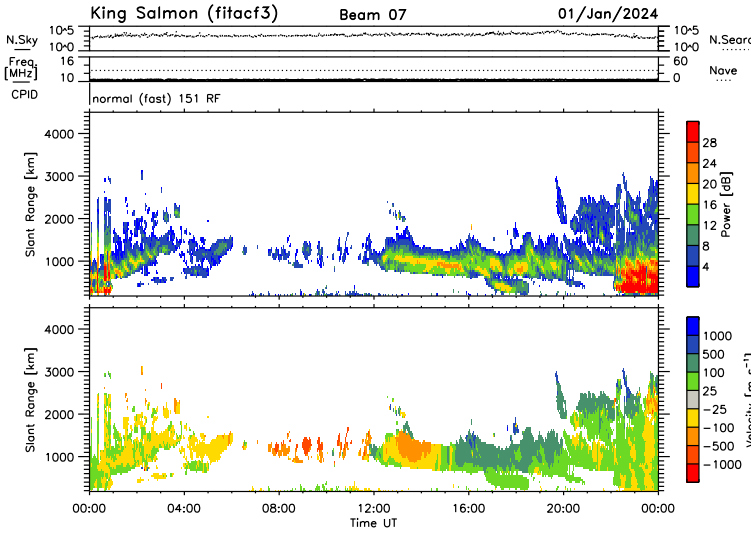 King Salmon (fitacf3) Beam 07 01/Jan/2024
N.Sky 10^5 10^0 10^5 10^0 N.Sear
Freq. [MHz] 16 10 60 0 Nave
CPID normal (fast) 151 RF
Slant Range [km] 4000 3000 2000 1000
28 24 20 16 12 8 4 Power [dB]
Slant Range [km] 4000 3000 2000 1000
1000 500 100 25 -25 -100 -500 -1000 Velocity [m s⁻¹]
00:00 04:00 08:00 12:00 16:00 20:00 00:00
Time UT